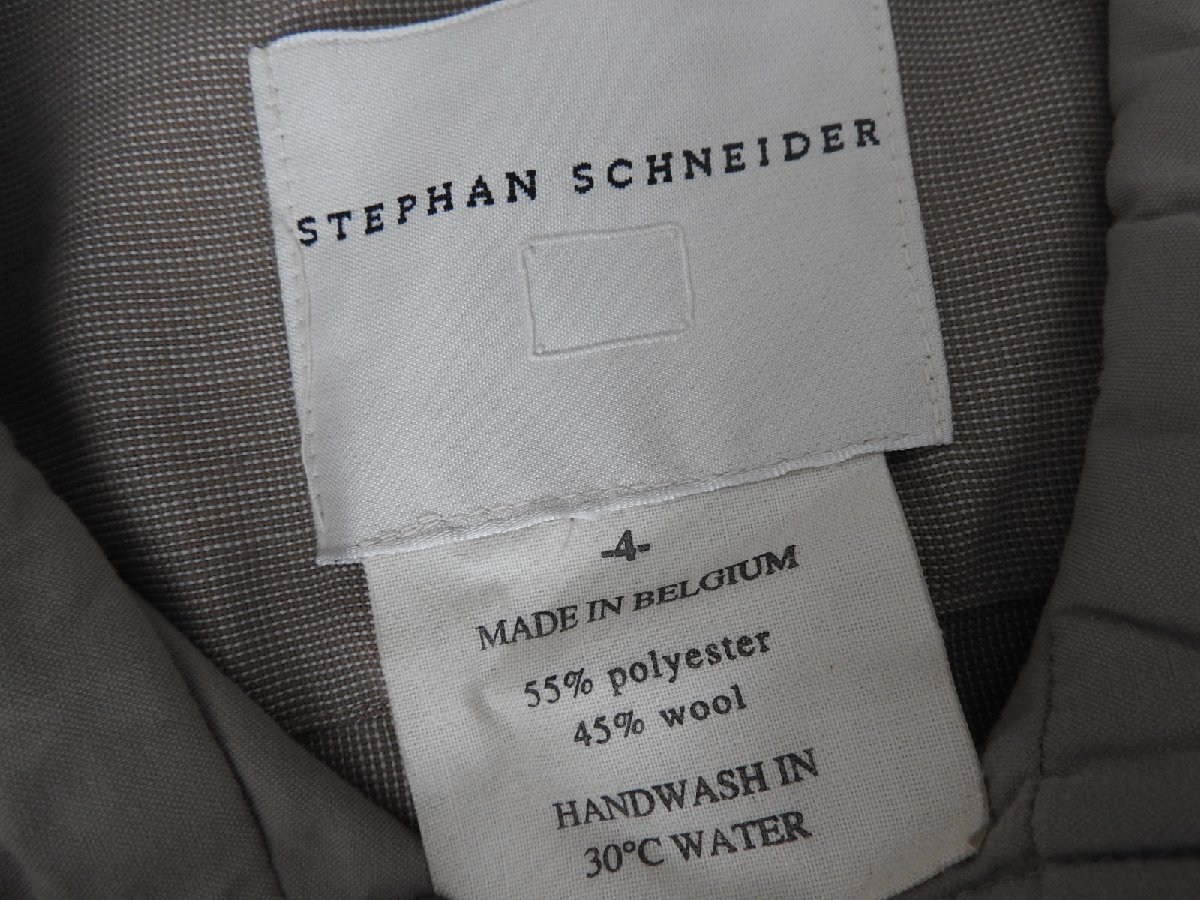 STEPHAN SCHNEIDER
-4-
MADE IN BELGIUM
55% polyester
45% wool
HANDWASH IN
30°C WATER